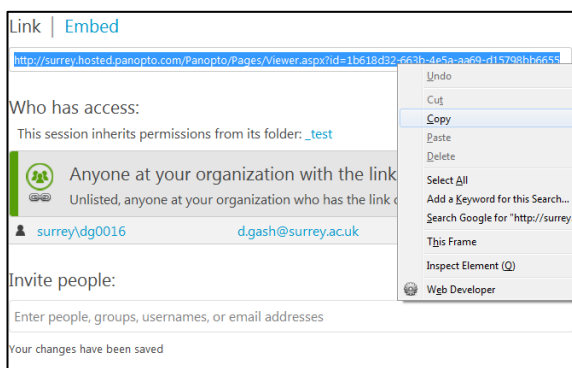 Link | Embed
http://surrey.hosted.panopto.com/Panopto/Pages/Viewer.aspx?id=1b618d32-663b-4e5a-aa69-d15798bb6655
Who has access:
This session inherits permissions from its folder: _test
Anyone at your organization with the link
Unlisted, anyone at your organization who has the link
surrey\dg0016 d.gash@surrey.ac.uk
Invite people:
Enter people, groups, usernames, or email addresses
Your changes have been saved
Undo
Cut
Copy
Paste
Delete
Select All
Add a Keyword for this Search...
Search Google for "http://surrey.
This Frame
Inspect Element (Q)
Web Developer